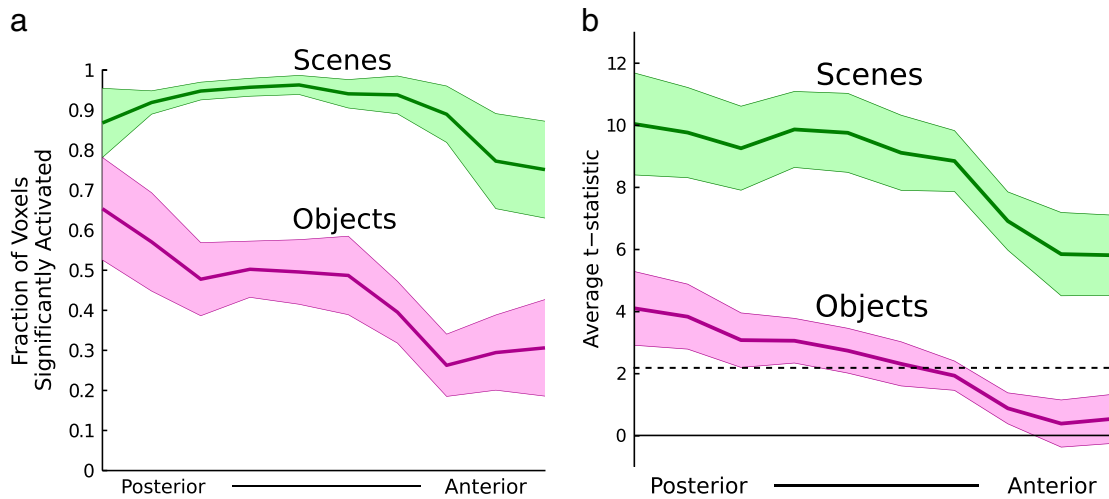 a
Scenes
Objects
Fraction of Voxels
Significantly Activated
1
0.9
0.8
0.7
0.6
0.5
0.4
0.3
0.2
0.1
0
Posterior
Anterior
b
Scenes
Objects
Average t−statistic
12
10
8
6
4
2
0
Posterior
Anterior